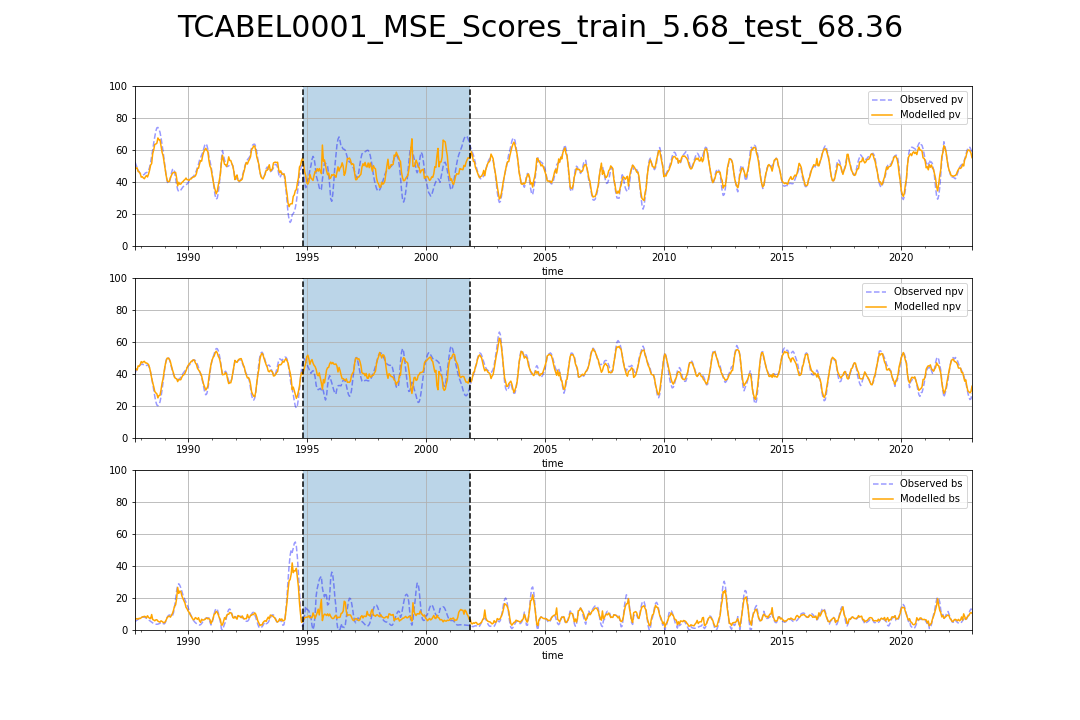 TCABEL0001_MSE_Scores_train_5.68_test_68.36
100
80
60
40
20
0
Observed pv
Modelled pv
1990 1995 2000 2005 2010 2015 2020
time
100
80
60
40
20
0
Observed npv
Modelled npv
1990 1995 2000 2005 2010 2015 2020
time
100
80
60
40
20
0
Observed bs
Modelled bs
1990 1995 2000 2005 2010 2015 2020
time